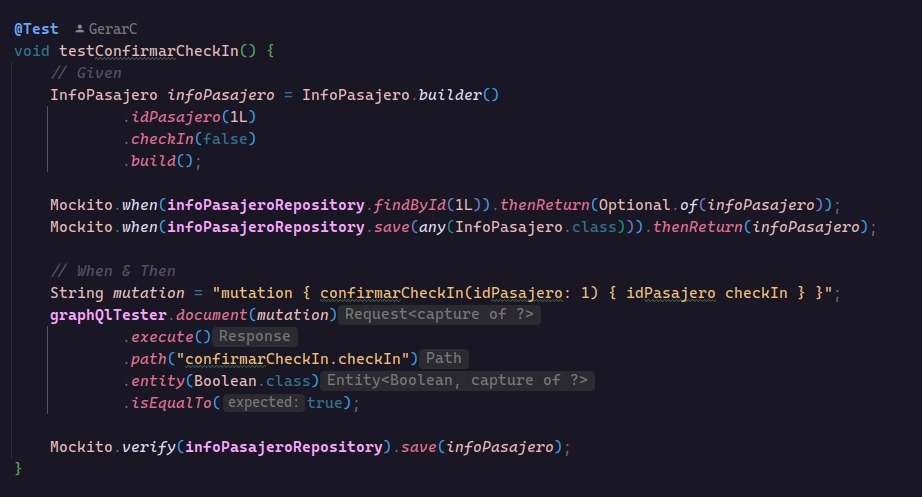 @Test GerarC
void testConfirmarCheckIn() {
// Given
InfoPasajero infoPasajero = InfoPasajero.builder()
.idPasajero(1L)
.checkIn(false)
.build();
Mockito.when(infoPasajeroRepository.findById(1L)).thenReturn(Optional.of(infoPasajero));
Mockito.when(infoPasajeroRepository.save(any(InfoPasajero.class))).thenReturn(infoPasajero);
// When & Then
String mutation = "mutation { confirmarCheckIn(idPasajero: 1) { idPasajero checkIn } }";
graphQlTester.document(mutation) Request<capture of ?>
.execute() Response
.path("confirmarCheckIn.checkIn") Path
.entity(Boolean.class) Entity<Boolean, capture of ?>
.isEqualTo( expected: true);
Mockito.verify(infoPasajeroRepository).save(infoPasajero);
}